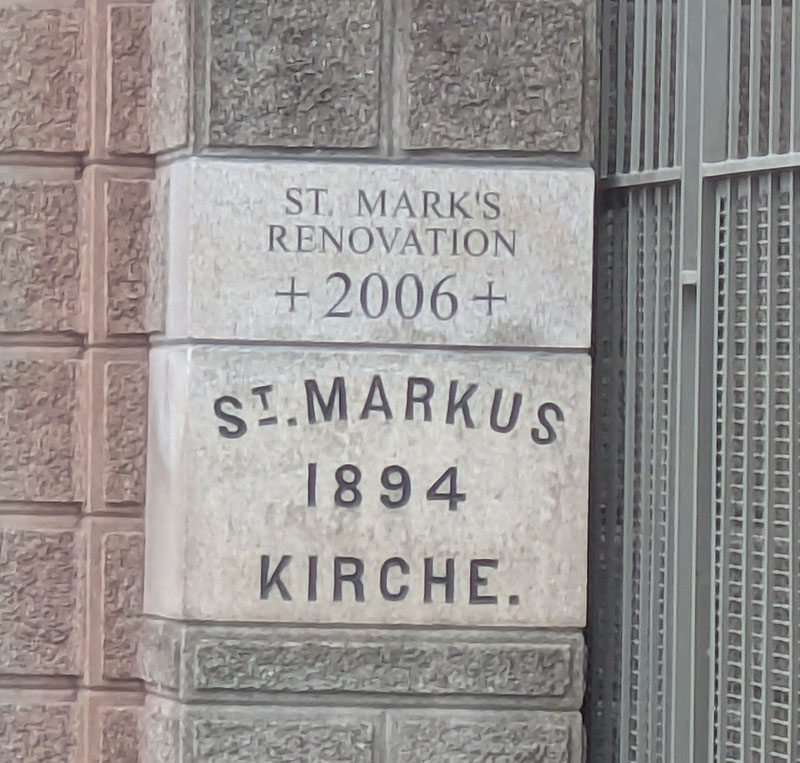 ST. MARK'S
RENOVATION
+2006+
ST. MARKUS
1894
KIRCHE.